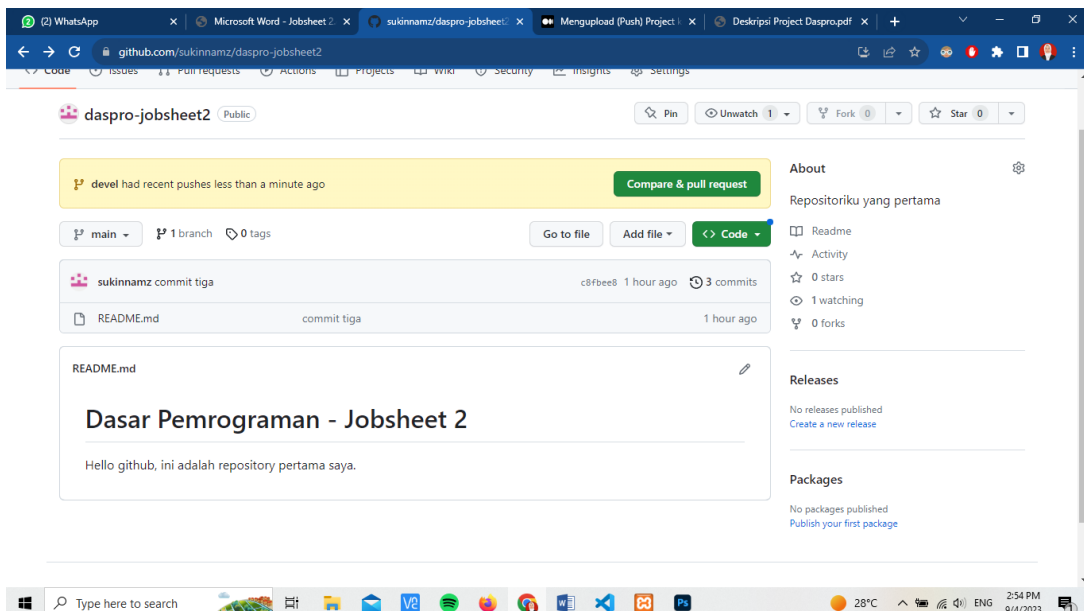 (2) WhatsApp
Microsoft Word - Jobsheet 2.
sukinnamz/daspro-jobsheet2
Mengupload (Push) Project k
Deskripsi Project Daspro.pdf
github.com/sukinnamz/daspro-jobsheet2
Code Issues Pull requests Actions Projects Wiki Security Insights Settings
daspro-jobsheet2 Public
Pin Unwatch 1 Fork 0 Star 0
devel had recent pushes less than a minute ago
Compare & pull request
main 1 branch 0 tags
Go to file Add file <> Code
sukinnamz commit tiga c8fbee8 1 hour ago 3 commits
README.md commit tiga 1 hour ago
README.md
Dasar Pemrograman - Jobsheet 2
Hello github, ini adalah repository pertama saya.
About
Repositoriku yang pertama
Readme
Activity
0 stars
1 watching
0 forks
Releases
No releases published
Create a new release
Packages
No packages published
Publish your first package
Type here to search
28°C ENG 2:54 PM
9/4/2023